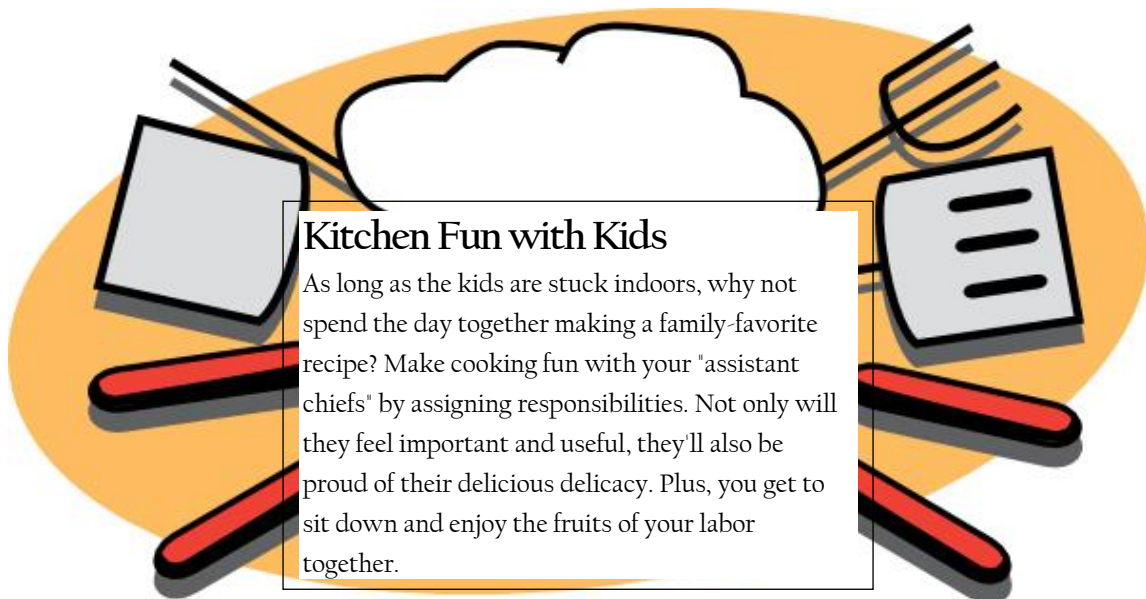 Kitchen Fun with Kids
As long as the kids are stuck indoors, why not
spend the day together making a family-favorite
recipe? Make cooking fun with your "assistant
chiefs" by assigning responsibilities. Not only will
they feel important and useful, they'll also be
proud of their delicious delicacy. Plus, you get to
sit down and enjoy the fruits of your labor
together.